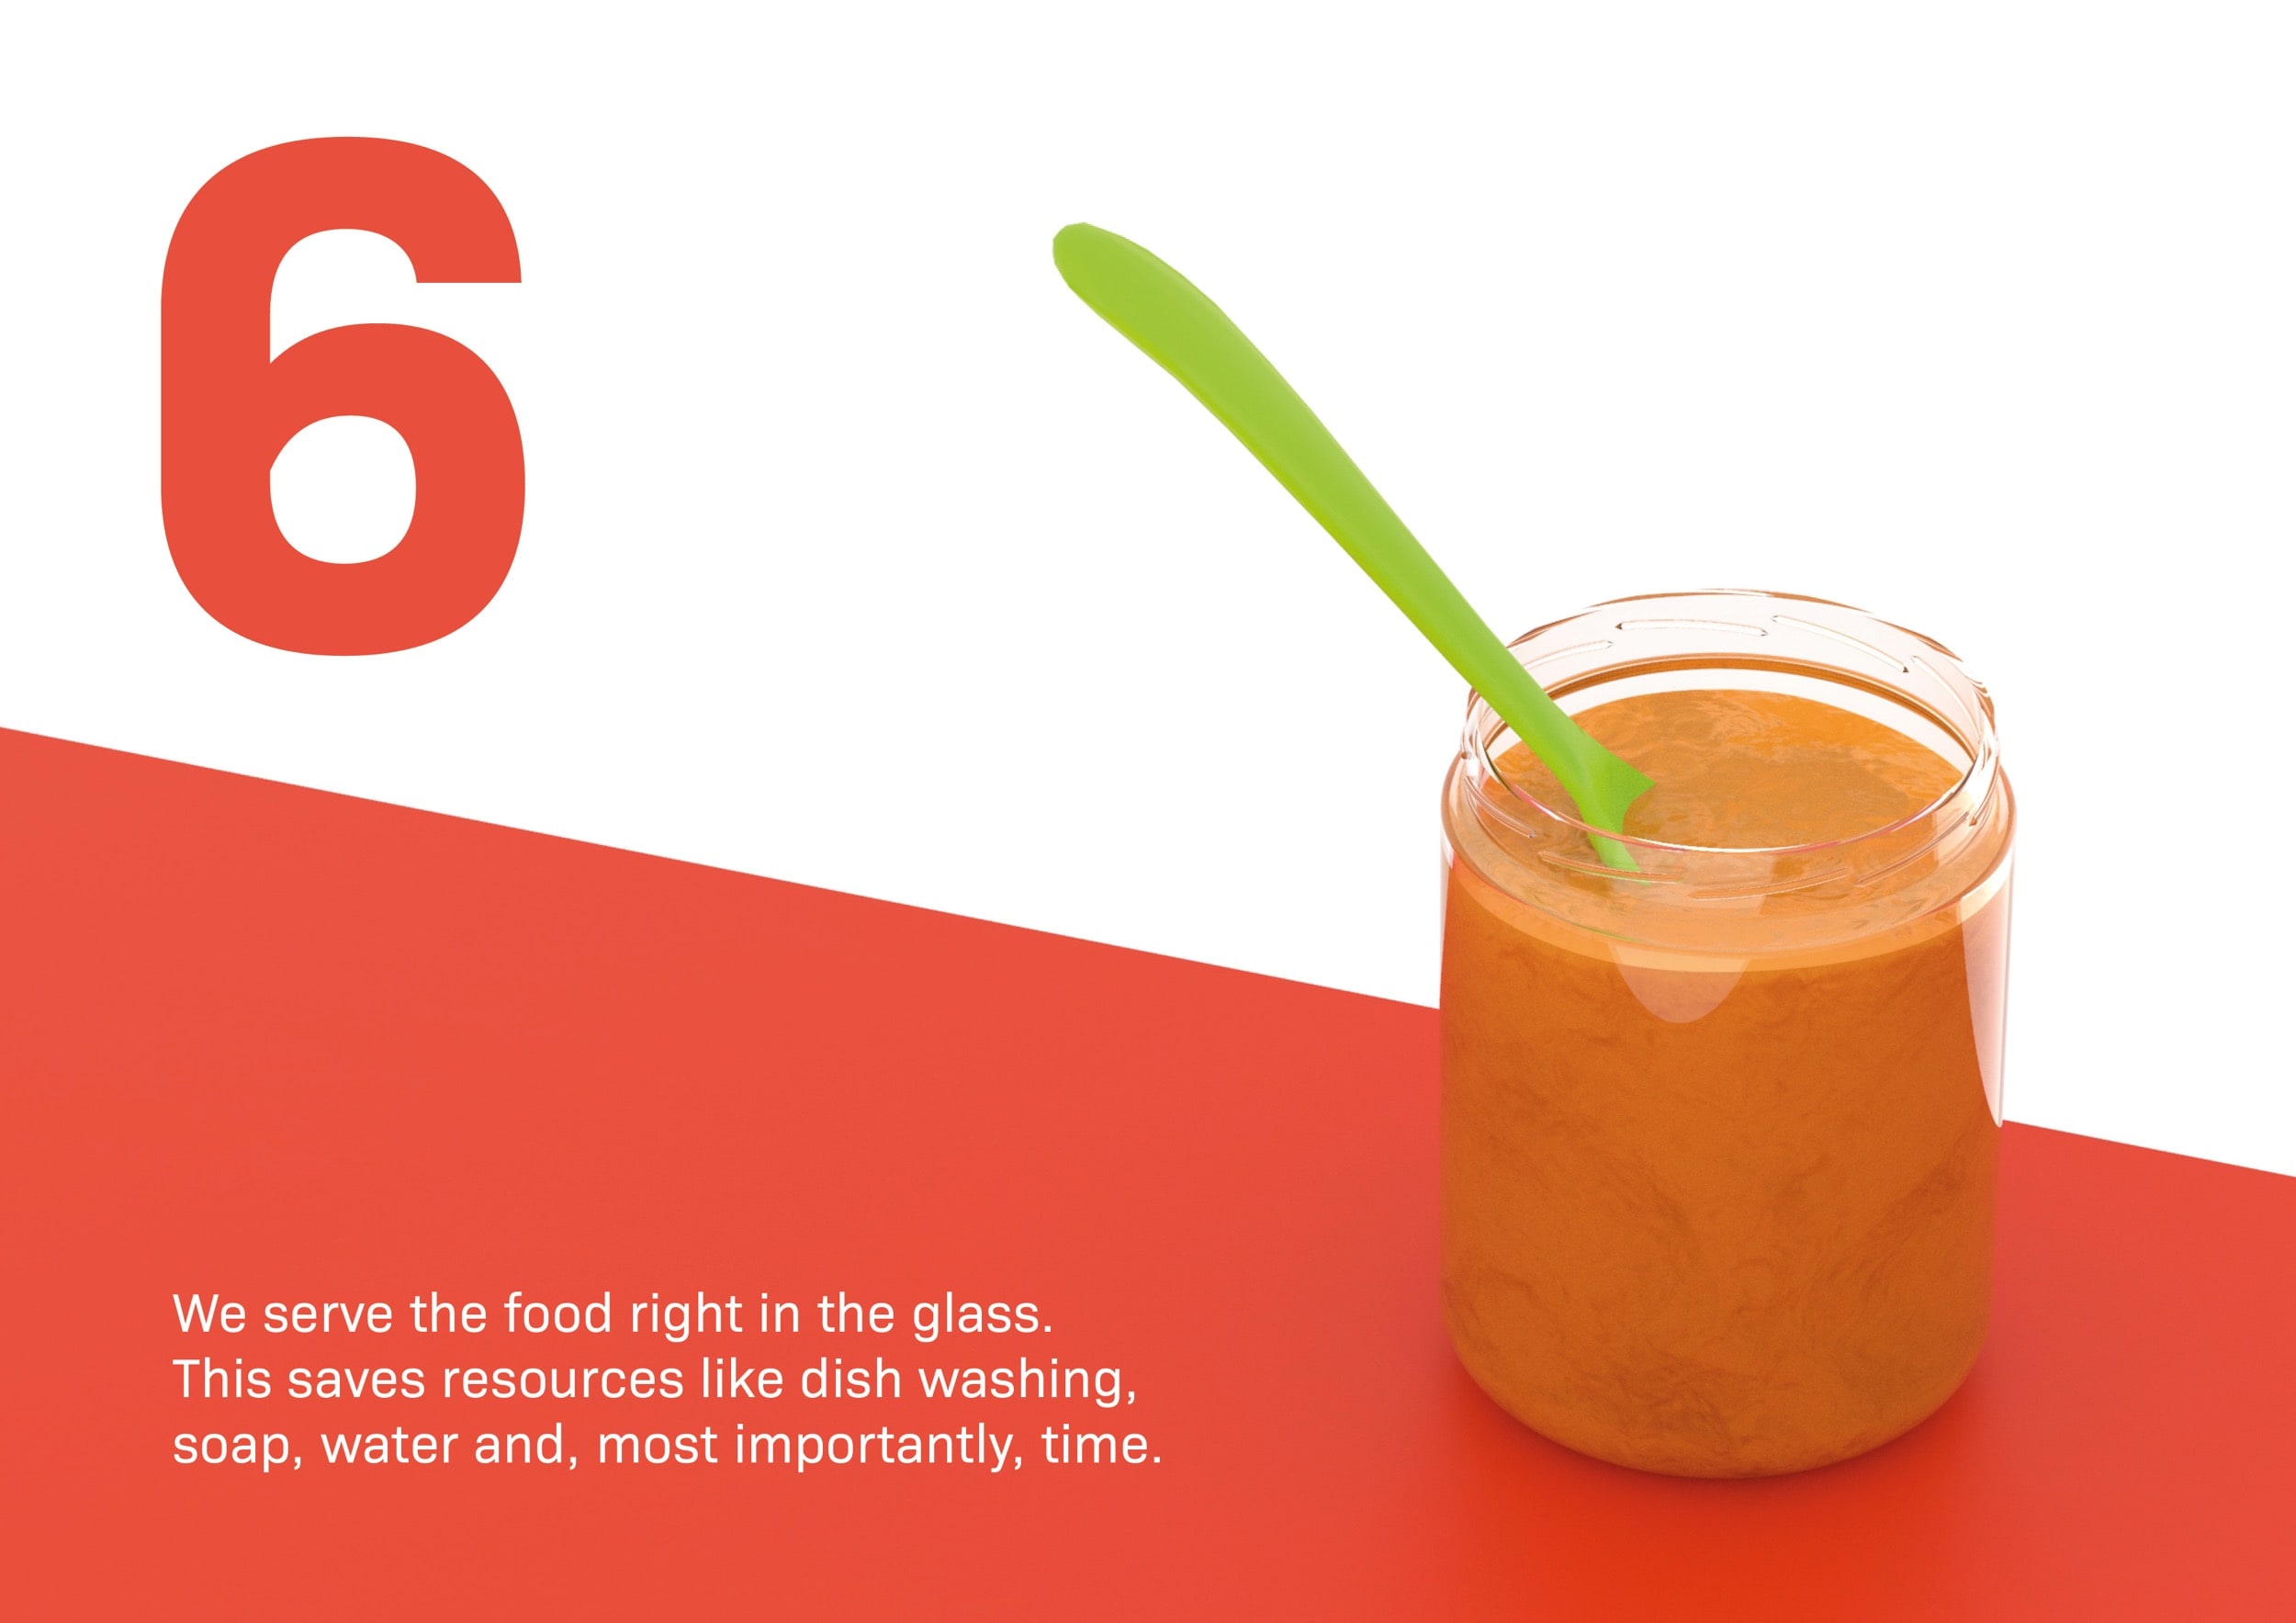 6
We serve the food right in the glass.
This saves resources like dish washing,
soap, water and, most importantly, time.